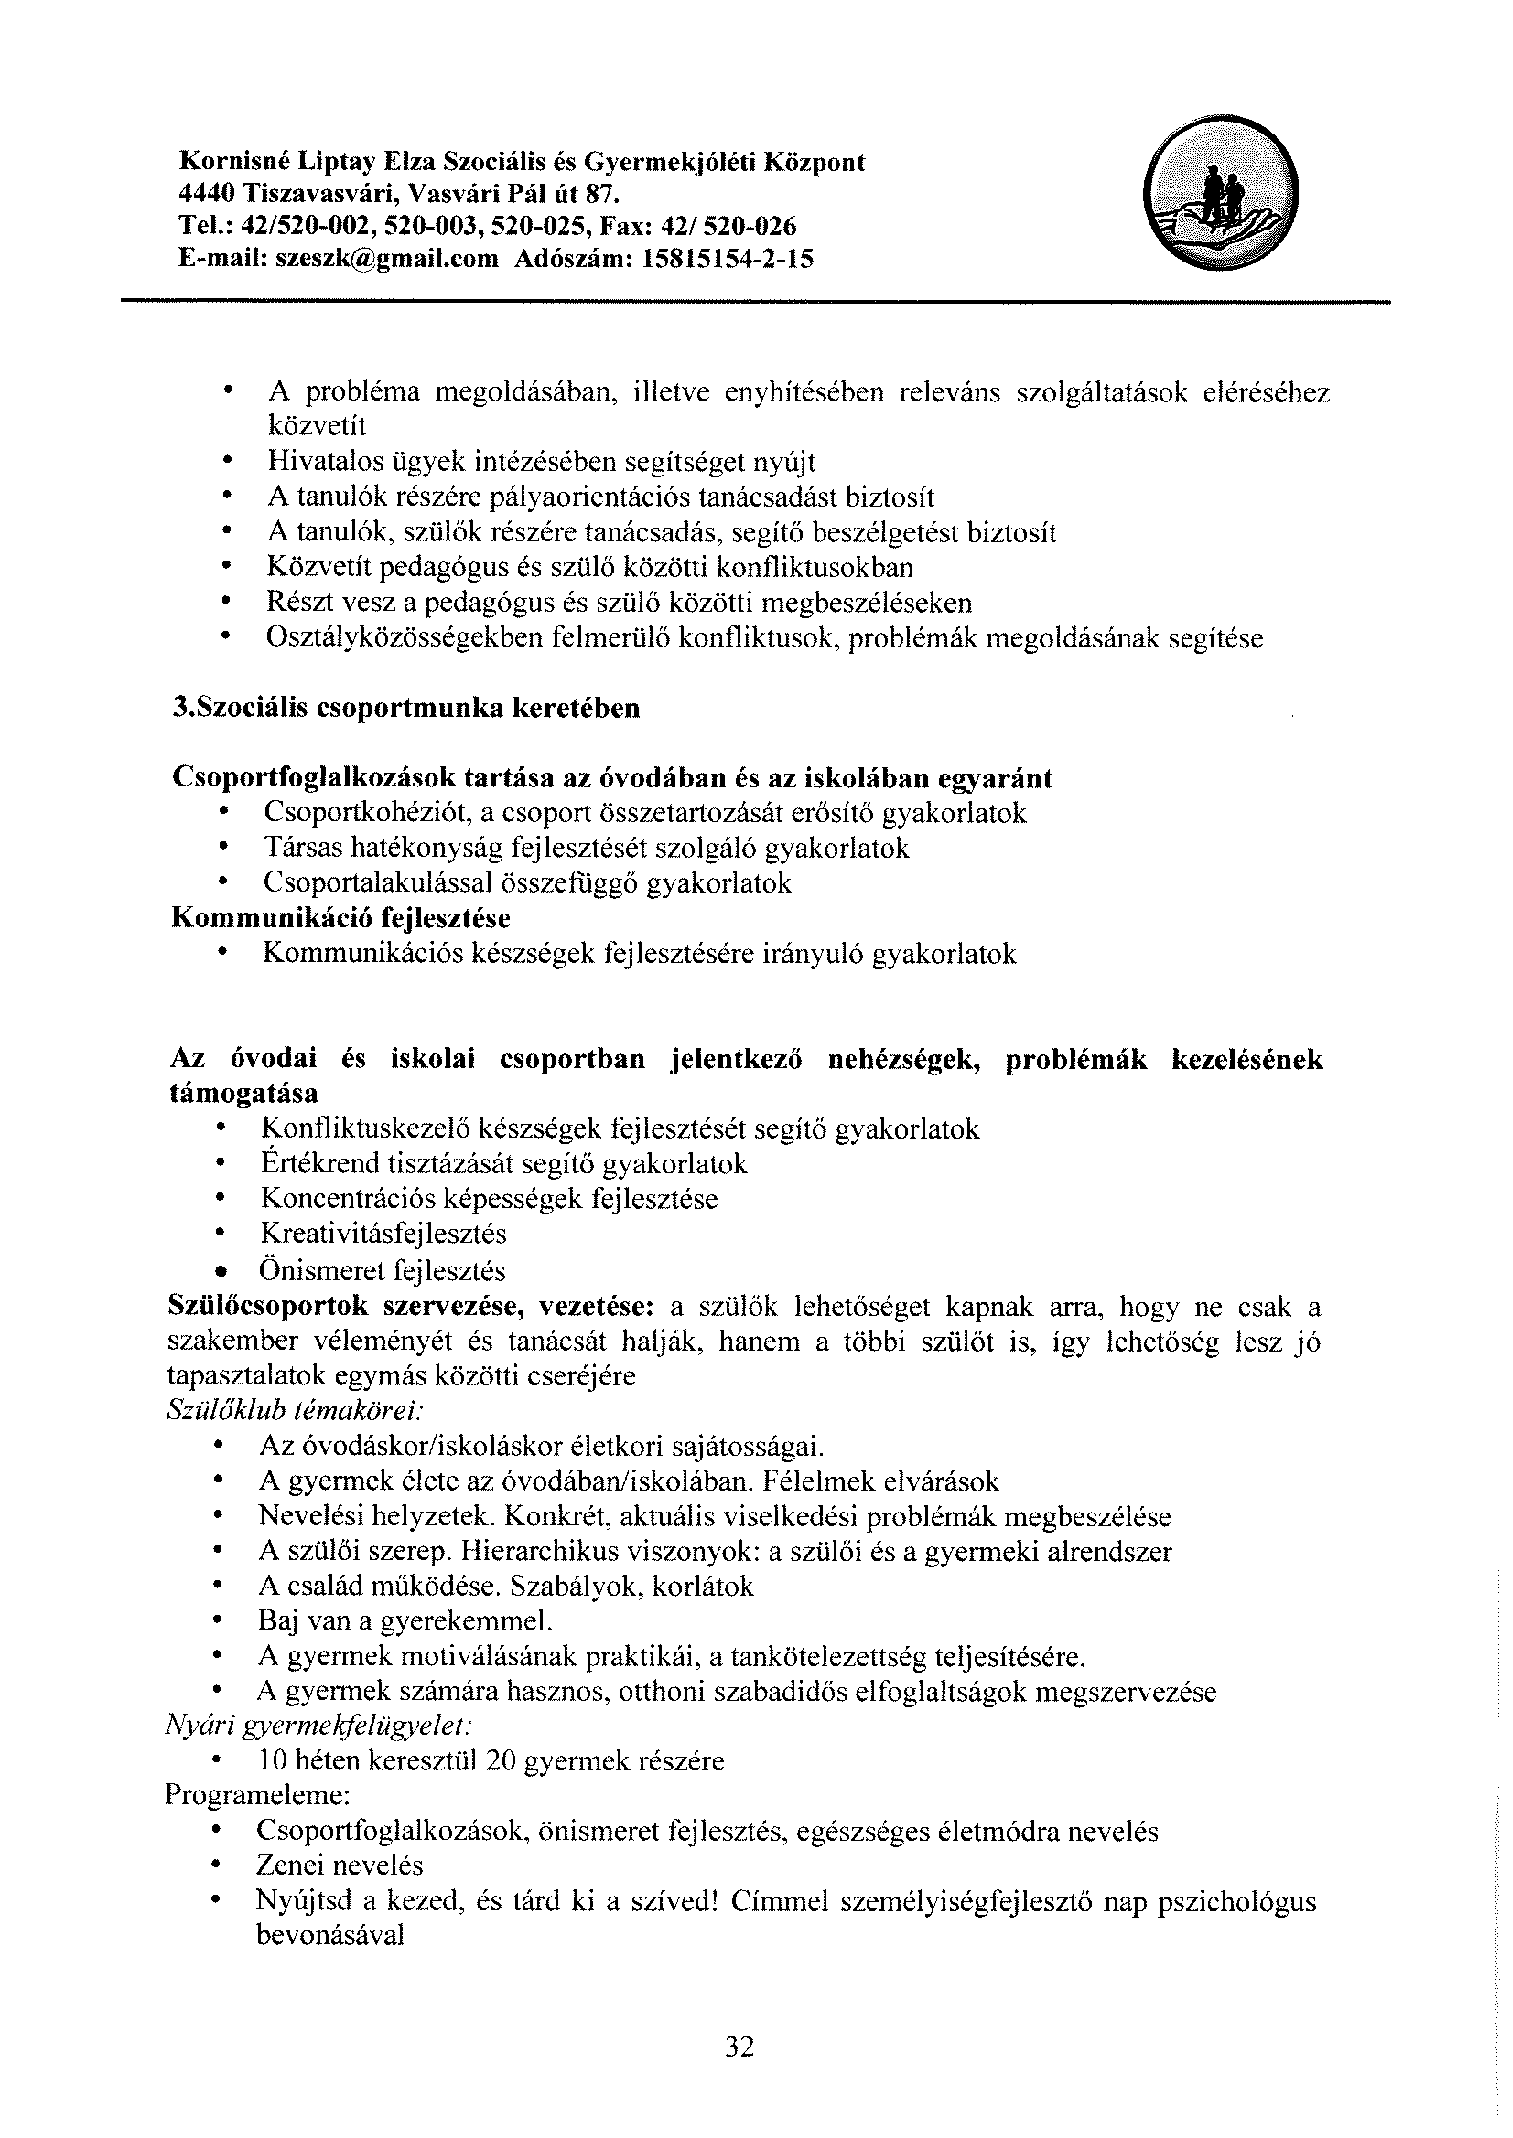 Kornisné Liptay Elza Szociális és Gyermekjóléti Központ
4440 Tiszavasvári, Vasvári Pál út 87.
Tel.: 42/520-002, 520-003, 520-025, Fax: 42/ 520-026
E-mail: szeszk@gmail.com Adószám: 15815154-2-15
• A probléma megoldásában, illetve enyhítésében releváns szolgáltatások eléréséhez
közvetít
• Hivatalos ügyek intézésében segítséget nyújt
• A tanulók részére pályaorientációs tanácsadást biztosít
• A tanulók, szülők részére tanácsadás, segítő beszélgetést biztosít
• Közvetít pedagógus és szülő közötti konfliktusokban
• Részt vesz a pedagógus és szülő közötti megbeszéléseken
• Osztályközösségekben felmerülő konfliktusok, problémák megoldásának segítése
3.Szociális csoportmunka keretében
Csoportfoglalkozások tartása az óvodában és az iskolában egyaránt
• Csoportkohéziót, a csoport összetartozását erősítő gyakorlatok
• Társas hatékonyság fejlesztését szolgáló gyakorlatok
• Csoportalakulással összefüggő gyakorlatok
Kommunikáció fejlesztése
• Kommunikációs készségek fejlesztésére irányuló gyakorlatok
Az óvodai és iskolai csoportban jelentkező nehézségek, problémák kezelésének
támogatása
• Konfliktuskezelő készségek fejlesztését segítő gyakorlatok
• Értékrend tisztázását segítő gyakorlatok
• Koncentrációs képességek fejlesztése
• Kreativitásfejlesztés
• Önismeret fejlesztés
Szülőcsoportok szervezése, vezetése: a szülők lehetőséget kapnak arra, hogy ne csak a
szakember véleményét és tanácsát halják, hanem a többi szülőt is, így lehetőség lesz jó
tapasztalatok egymás közötti cseréjére
Szülőklub témakörei:
• Az óvodáskor/iskoláskor életkori sajátosságai.
• A gyermek élete az óvodában/iskolában. Félelmek elvárások
• Nevelési helyzetek. Konkrét, aktuális viselkedési problémák megbeszélése
• A szülői szerep. Hierarchikus viszonyok: a szülői és a gyermeki alrendszer
• A család működése. Szabályok, korlátok
• Baj van a gyerekemmel.
• A gyermek motiválásának praktikái, a tankötelezettség teljesítésére.
• A gyermek számára hasznos, otthoni szabadidős elfoglaltságok megszervezése
Nyári gyermekfelügyelet:
• 10 héten keresztül 20 gyermek részére
Programeleme:
• Csoportfoglalkozások, önismeret fejlesztés, egészséges életmódra nevelés
• Zenei nevelés
• Nyújtsd a kezed, és tárd ki a szíved! Címmel személyiségfejlesztő nap pszichológus
bevonásával
32